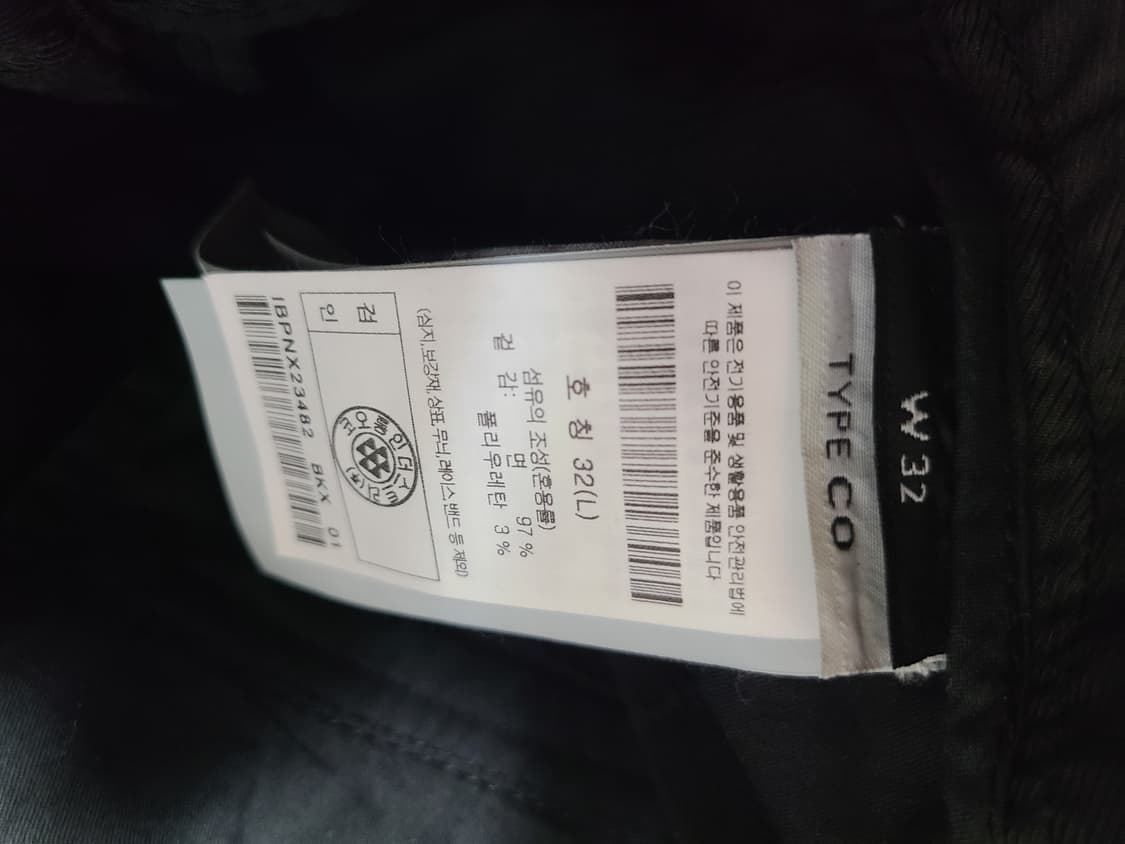 W 32
TYPE CO
이 제품은 전기용품 및 생활용품 안전관리법에
따른 안전기준을 준수한 제품입니다
호 칭 32(L)
섬유의 조성(혼용률)
겉 감: 면 97 %
폴리우레탄 3 %
(심지,보강재,상표,무늬,레이스,밴드 등 제외)
검
인
IBPNX23482 BKX 01